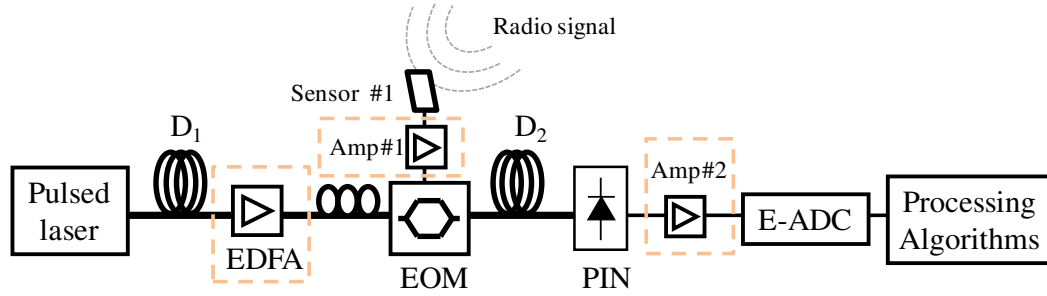 Radio signal
Sensor #1
D1
Amp#1
D2
Amp#2
Pulsed
laser
EDFA
EOM
PIN
E-ADC
Processing
Algorithms